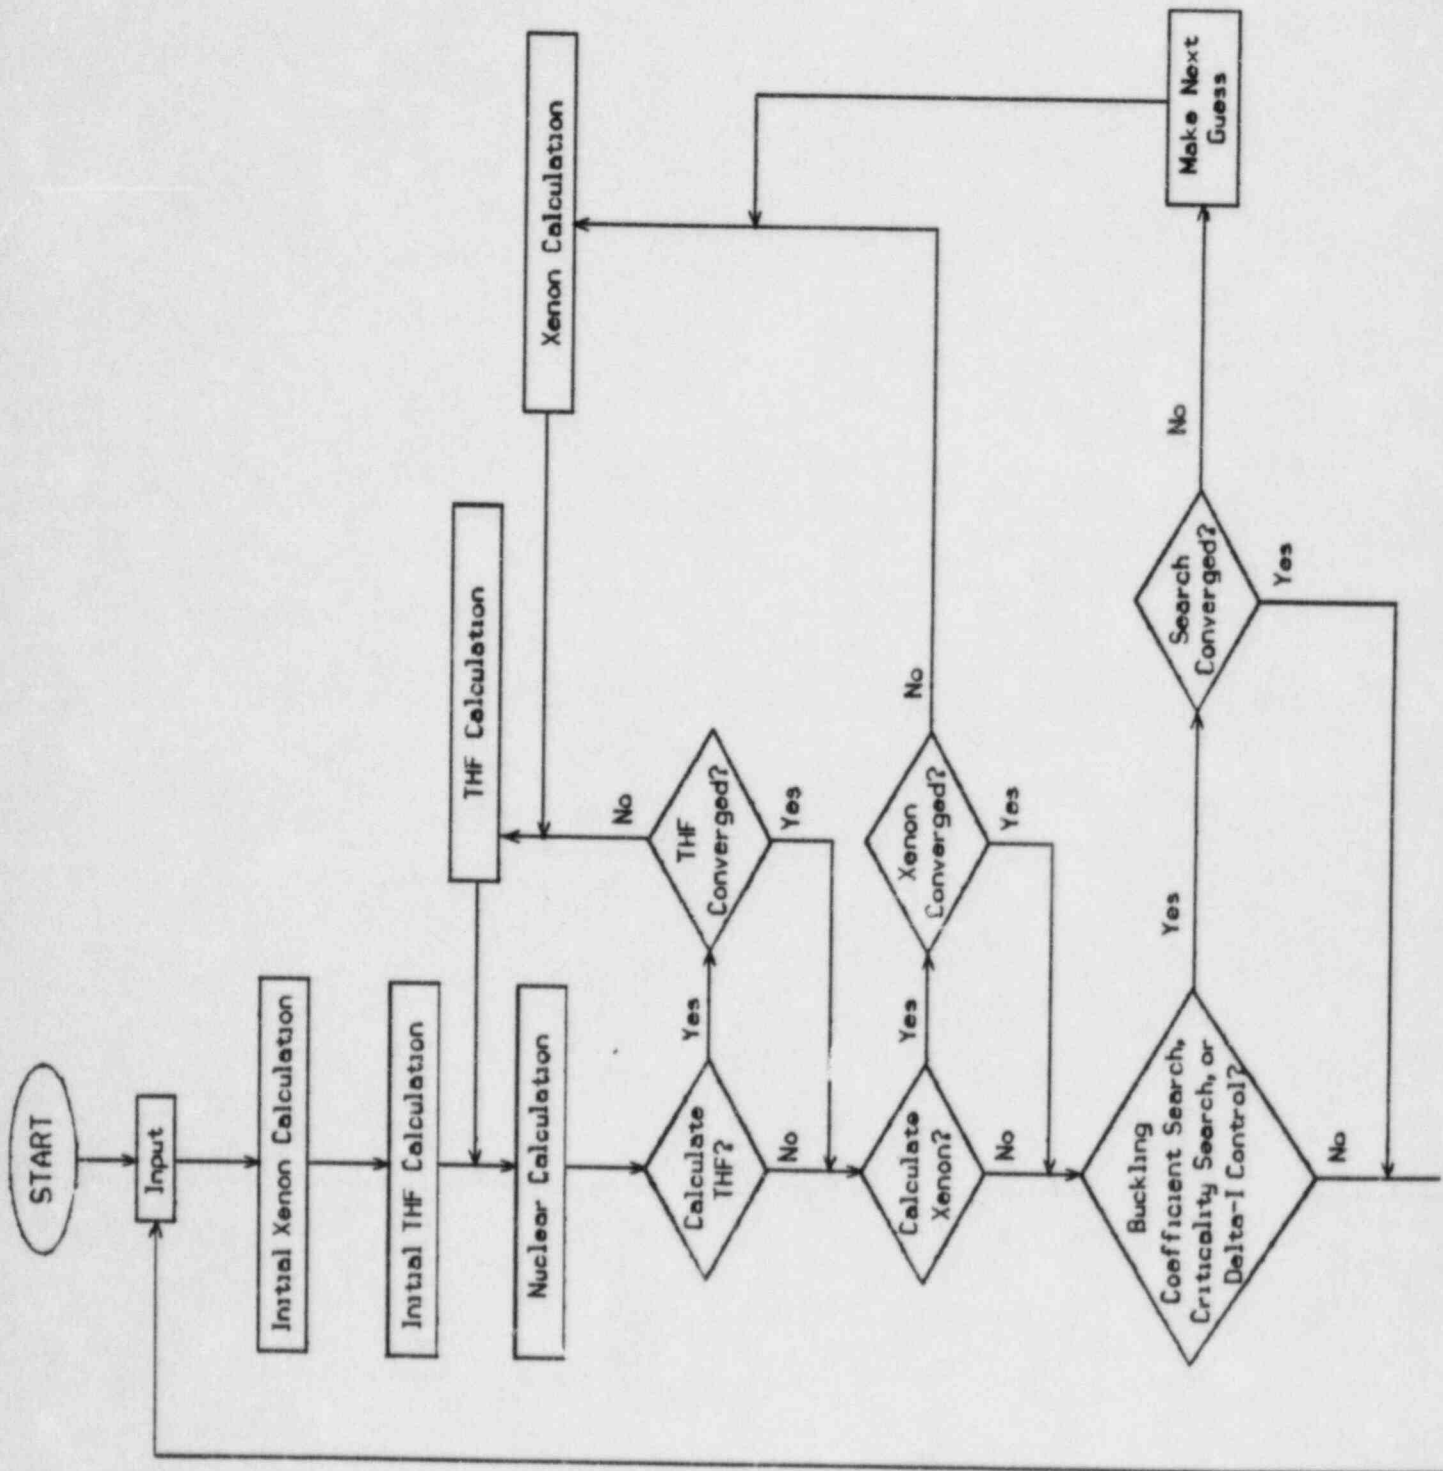 START
Input
Initial Xenon Calculation
Initial THF Calculation
Nuclear Calculation
THF Calculation
Xenon Calculation
Calculate
THF?
Yes
No
THF
Converged?
No
Yes
Calculate
Xenon?
Yes
No
Xenon
Converged?
No
Yes
Buckling
Coefficient Search,
Criticality Search, or
Delta-I Control?
Yes
No
Search
Converged?
No
Yes
Make Next
Guess